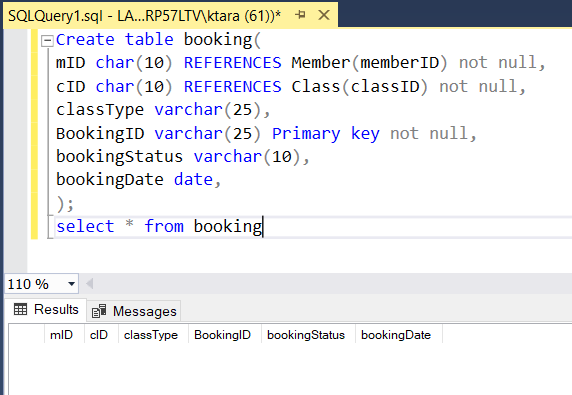 SQLQuery1.sql - LA...RP57LTV\ktara (61))*
Create table booking(
mID char(10) REFERENCES Member(memberID) not null,
cID char(10) REFERENCES Class(classID) not null,
classType varchar(25),
BookingID varchar(25) Primary key not null,
bookingStatus varchar(10),
bookingDate date,
);
select * from booking
110 %
Results Messages
mID cID classType BookingID bookingStatus bookingDate